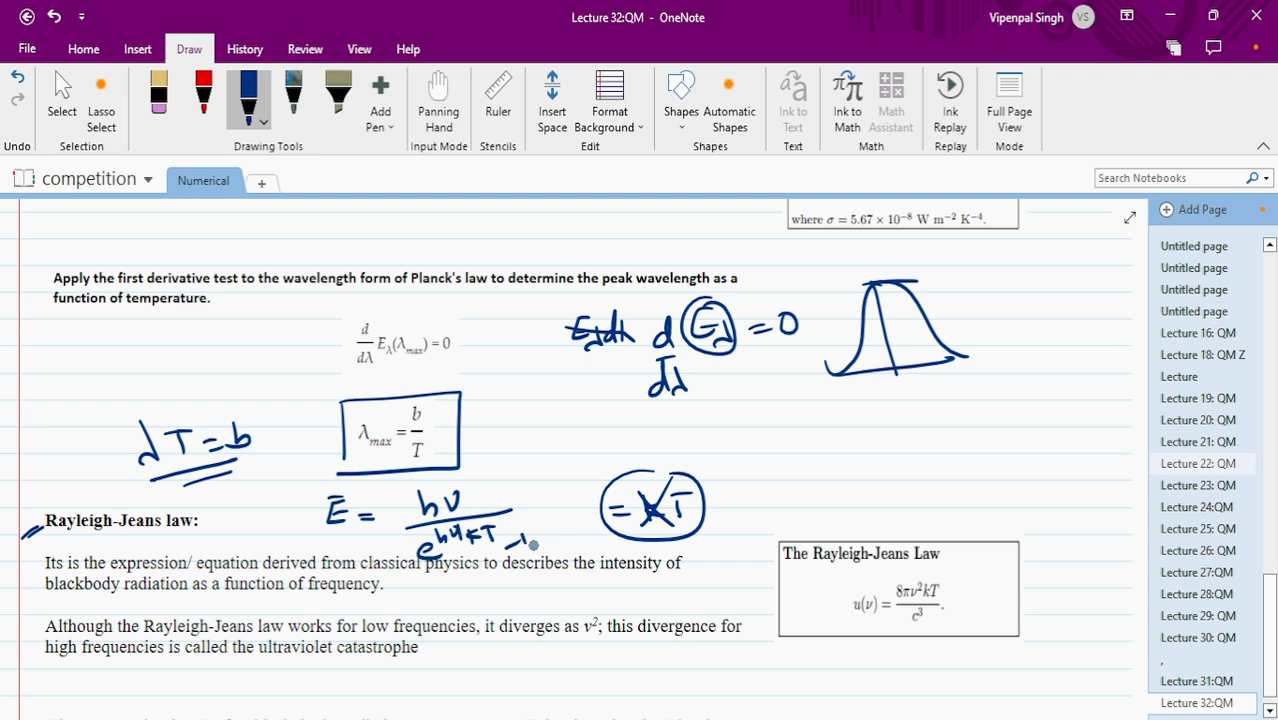 Lecture 32:QM - OneNote
Vipenpal Singh VS
File Home Insert Draw History Review View Help
Select Lasso Select Add Pen Panning Hand Ruler Insert Space Format Background Shapes Automatic Shapes Ink to Text Ink to Math Math Assistant Ink Replay Full Page View
Undo Selection Drawing Tools Input Mode Stencils Edit Shapes Text Math Replay Mode
competition Numerical
Search Notebooks
Add Page
Untitled page
Untitled page
Untitled page
Untitled page
Lecture 16: QM
Lecture 18: QM Z
Lecture
Lecture 19: QM
Lecture 20: QM
Lecture 21: QM
Lecture 22: QM
Lecture 23: QM
Lecture 24:QM
Lecture 25: QM
Lecture 26: QM
Lecture 27:QM
Lecture 28:QM
Lecture 29: QM
Lecture 30: QM
,
Lecture 31:QM
Lecture 32:QM
where σ = 5.67 × 10⁻⁸ W m⁻² K⁻⁴.
Apply the first derivative test to the wavelength form of Planck's law to determine the peak wavelength as a
function of temperature.
d/dλ E_λ(λ_max) = 0
E_λdλ d/dλ E_λ = 0
λ_max = b/T
λT = b
Rayleigh-Jeans law:
Ē = hν/e^hν/kT -1
= kT
Its is the expression/ equation derived from classical physics to describes the intensity of
blackbody radiation as a function of frequency.
Although the Rayleigh-Jeans law works for low frequencies, it diverges as ν²; this divergence for
high frequencies is called the ultraviolet catastrophe
The Rayleigh-Jeans Law
u(ν) = 8πν²kT/c³.